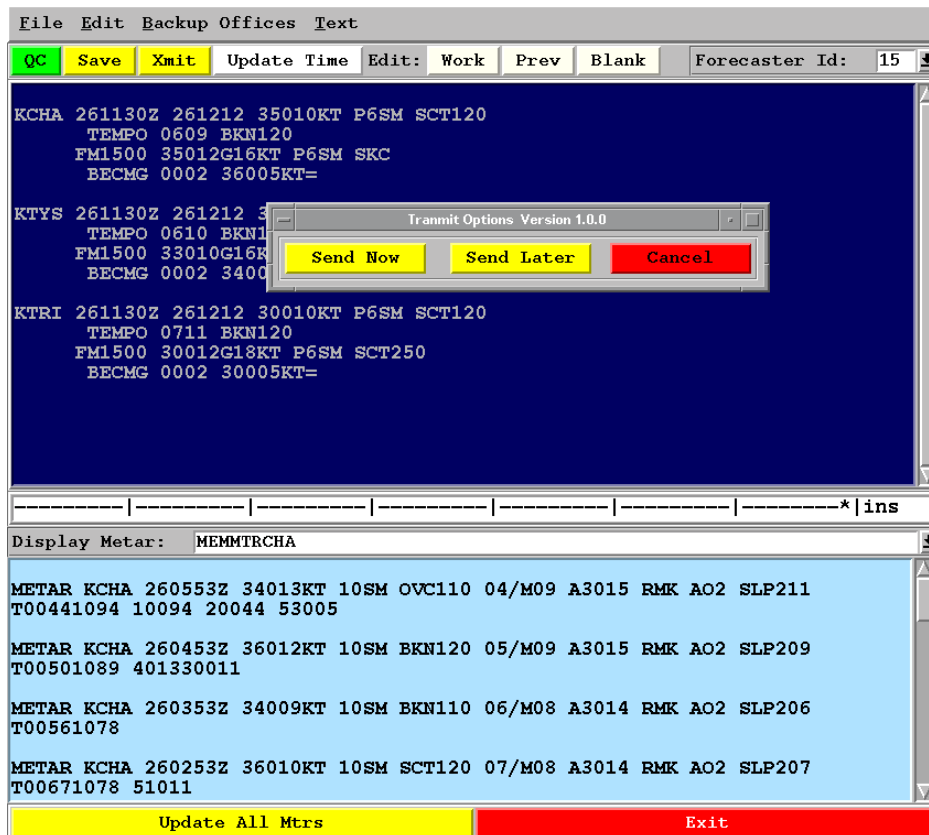 File Edit Backup Offices Text
QC Save Xmit Update Time Edit: Work Prev Blank Forecaster Id: 15
KCHA 261130Z 261212 35010KT P6SM SCT120
TEMPO 0609 BKN120
FM1500 35012G16KT P6SM SKC
BECMG 0002 36005KT=
KTYS 261130Z 261212 3
TEMPO 0610 BKN1
FM1500 33010G16K
BECMG 0002 3400
Tranmit Options Version 1.0.0
Send Now Send Later Cancel
KTRI 261130Z 261212 30010KT P6SM SCT120
TEMPO 0711 BKN120
FM1500 30012G18KT P6SM SCT250
BECMG 0002 30005KT=
---------|---------|---------|---------|---------|---------|--------*|ins
Display Metar: MEMMTRCHA
METAR KCHA 260553Z 34013KT 10SM OVC110 04/M09 A3015 RMK AO2 SLP211
T00441094 10094 20044 53005
METAR KCHA 260453Z 36012KT 10SM BKN120 05/M09 A3015 RMK AO2 SLP209
T00501089 401330011
METAR KCHA 260353Z 34009KT 10SM BKN110 06/M08 A3014 RMK AO2 SLP206
T00561078
METAR KCHA 260253Z 36010KT 10SM SCT120 07/M08 A3014 RMK AO2 SLP207
T00671078 51011
Update All Mtrs Exit